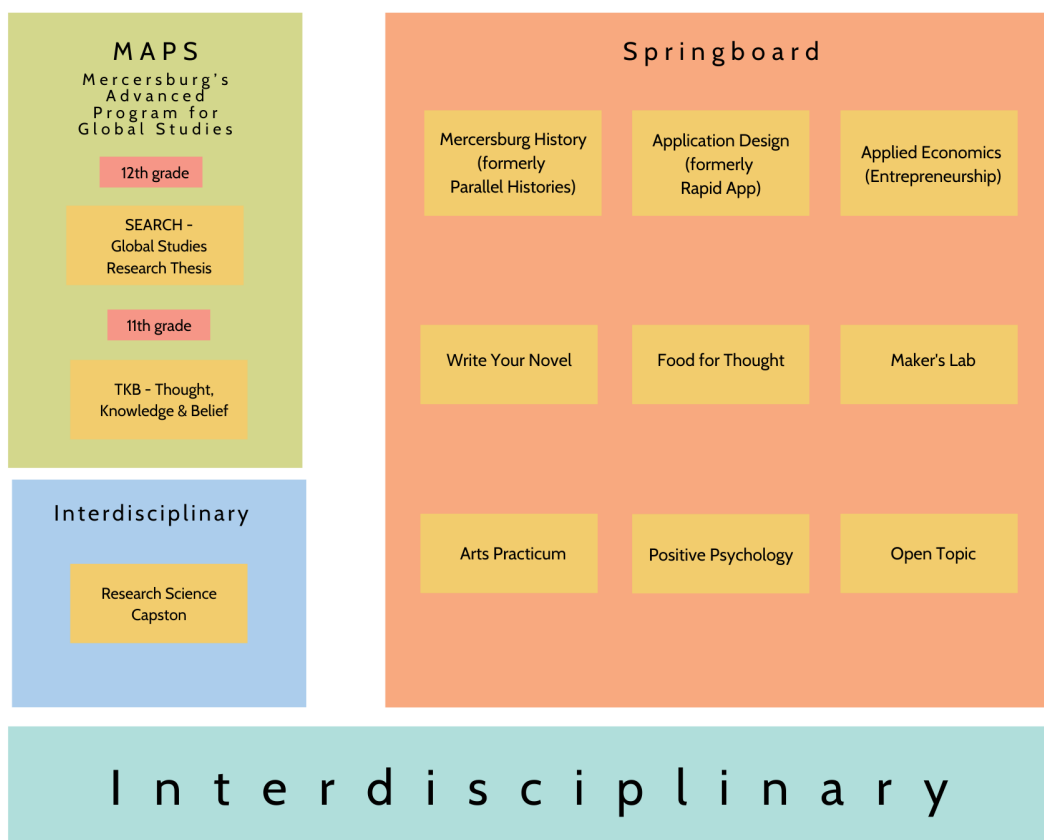 MAPS
Mercersburg's
Advanced
Program for
Global Studies
12th grade
SEARCH -
Global Studies
Research Thesis
11th grade
TKB - Thought,
Knowledge & Belief
Interdisciplinary
Research Science
Capston
Springboard
Mercersburg History
(formerly
Parallel Histories)
Application Design
(formerly
Rapid App)
Applied Economics
(Entrepreneurship)
Write Your Novel
Food for Thought
Maker's Lab
Arts Practicum
Positive Psychology
Open Topic
Interdisciplinary